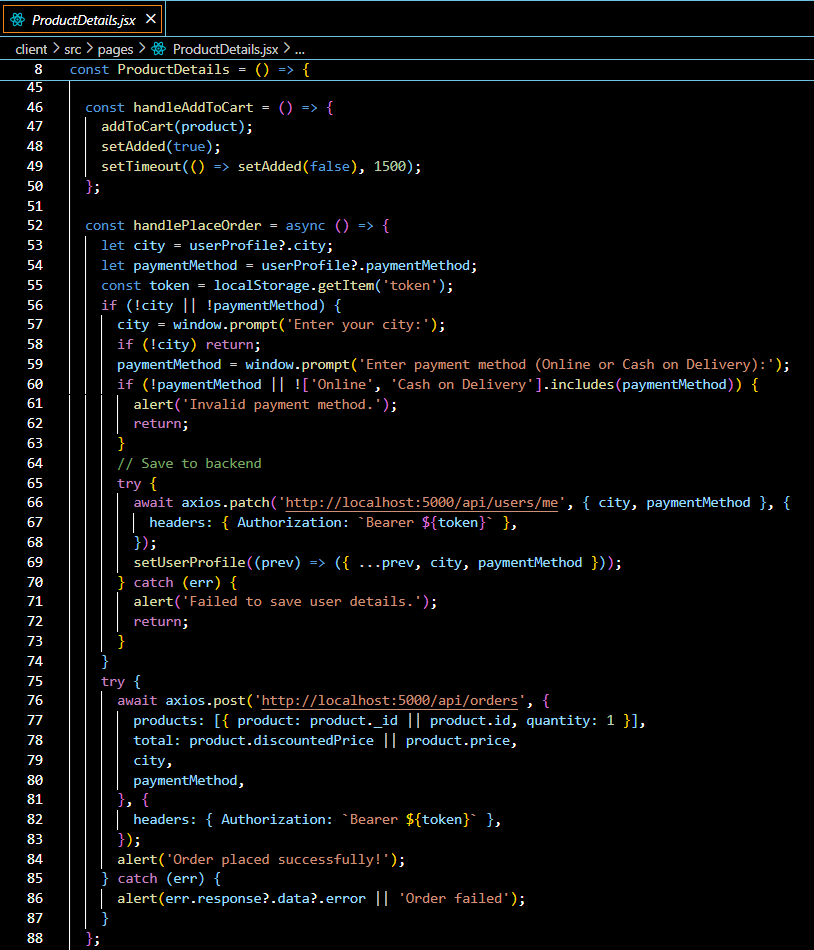 ProductDetails.jsx ×
client > src > pages > ProductDetails.jsx > ...
8 const ProductDetails = () => {
45
46 const handleAddToCart = () => {
47 addToCart(product);
48 setAdded(true);
49 setTimeout(() => setAdded(false), 1500);
50 };
51
52 const handlePlaceOrder = async () => {
53 let city = userProfile?.city;
54 let paymentMethod = userProfile?.paymentMethod;
55 const token = localStorage.getItem('token');
56 if (!city || !paymentMethod) {
57 city = window.prompt('Enter your city:');
58 if (!city) return;
59 paymentMethod = window.prompt('Enter payment method (Online or Cash on Delivery):');
60 if (!paymentMethod || !['Online', 'Cash on Delivery'].includes(paymentMethod)) {
61 alert('Invalid payment method.');
62 return;
63 }
64 // Save to backend
65 try {
66 await axios.patch('http://localhost:5000/api/users/me', { city, paymentMethod }, {
67 headers: { Authorization: `Bearer ${token}` },
68 });
69 setUserProfile((prev) => ({ ...prev, city, paymentMethod }));
70 } catch (err) {
71 alert('Failed to save user details.');
72 return;
73 }
74 }
75 try {
76 await axios.post('http://localhost:5000/api/orders', {
77 products: [{ product: product._id || product.id, quantity: 1 }],
78 total: product.discountedPrice || product.price,
79 city,
80 paymentMethod,
81 }, {
82 headers: { Authorization: `Bearer ${token}` },
83 });
84 alert('Order placed successfully!');
85 } catch (err) {
86 alert(err.response?.data?.error || 'Order failed');
87 }
88 };